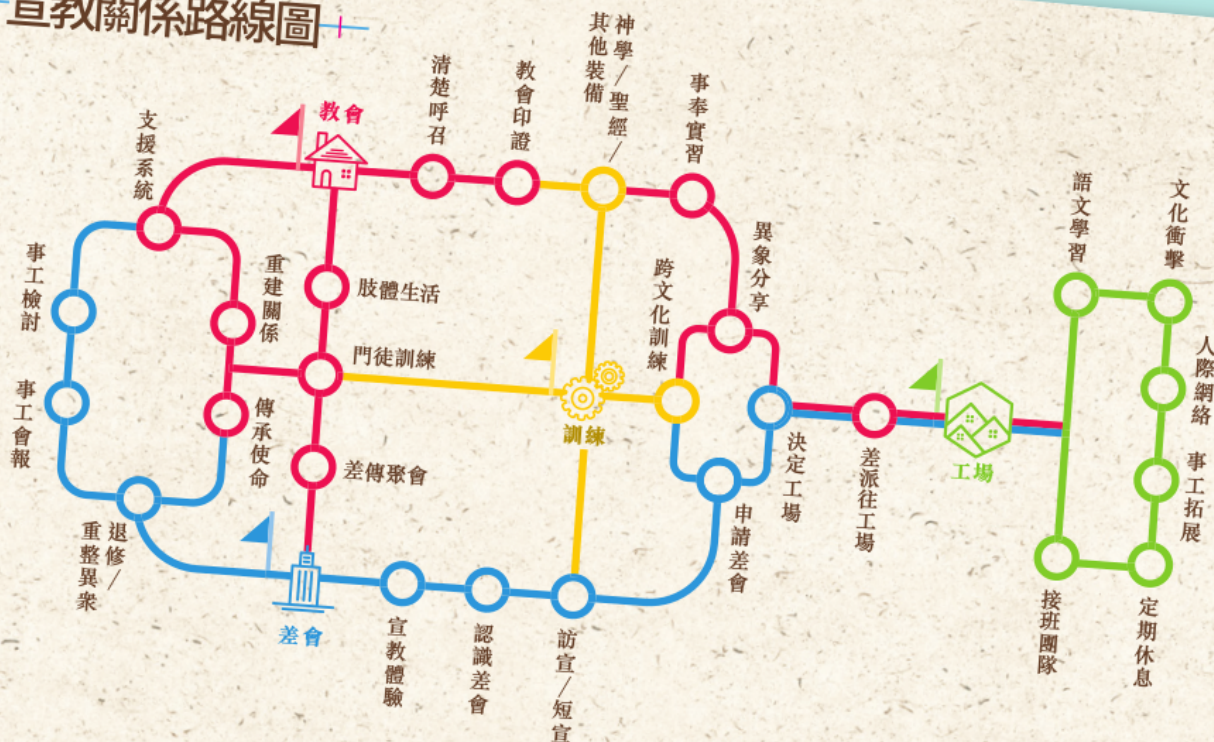 宣教關係路線圖
支援系統
教會
清楚呼召
教會印證
神學/聖經/
其他裝備
事奉實習
異象分享
跨文化訓練
重建關係
肢體生活
門徒訓練
傳承使命
差傳聚會
事工檢討
事工會報
退修/
重整異象
差會
宣教體驗
認識差會
訪宣/短宣
訓練
申請差會
決定工場
差派往工場
工場
語文學習
文化衝擊
人際網絡
事工拓展
定期休息
接班團隊